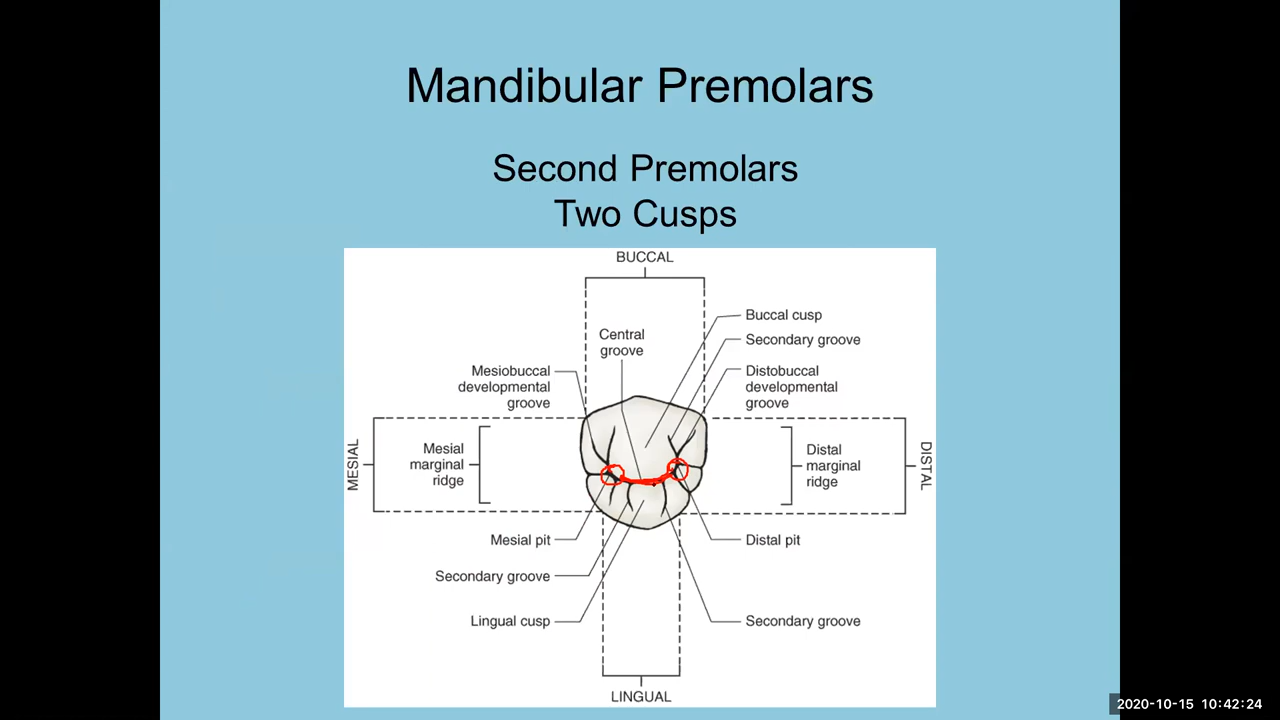 Mandibular Premolars
Second Premolars
Two Cusps
BUCCAL
Buccal cusp
Central
groove
Secondary groove
Mesiobuccal
developmental
groove
Distobuccal
developmental
groove
MESIAL
Mesial
marginal
ridge
Distal
marginal
ridge
DISTAL
Mesial pit
Distal pit
Secondary groove
Lingual cusp
Secondary groove
LINGUAL
2020-10-15 10:42:24